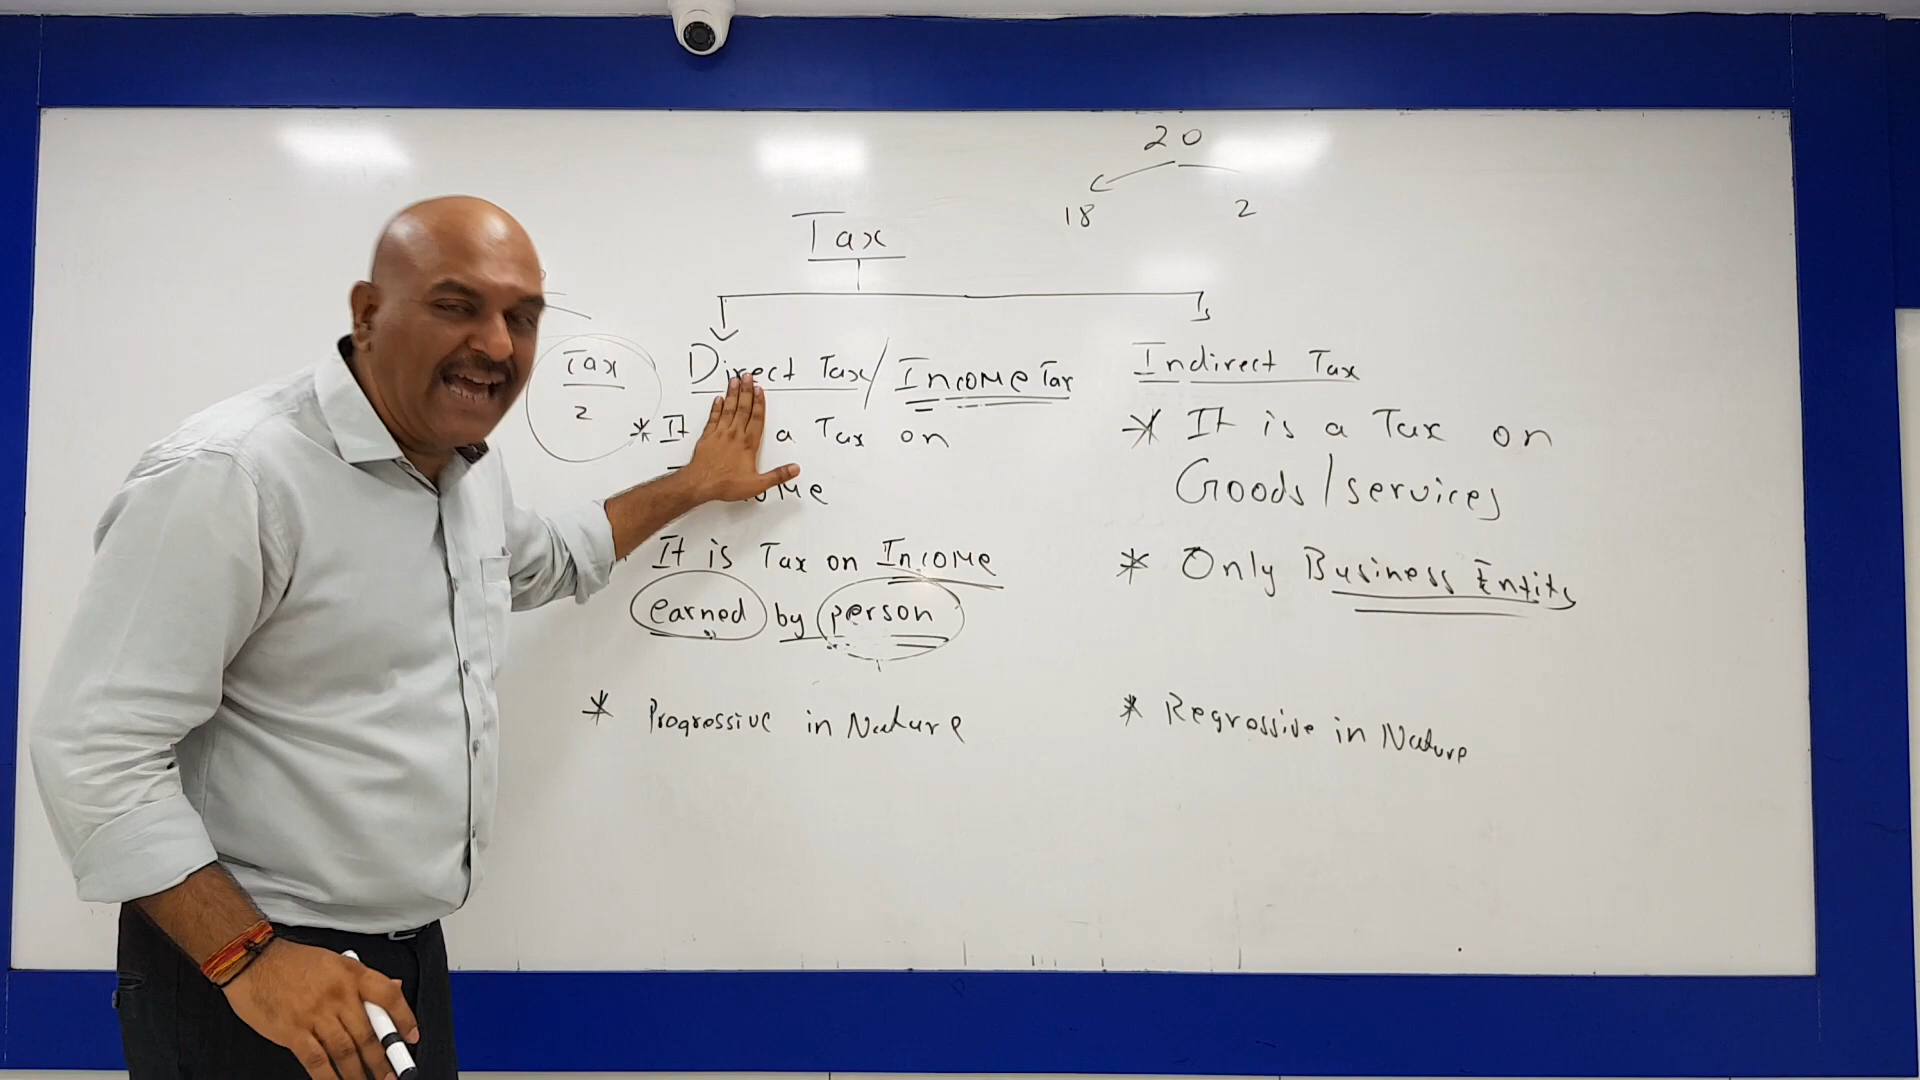 20
18 2
Tax
Tax
2
Direct Tax/Income Tax
* It a Tax on
It is Tax on Income
earned by person
* Progressive in Nature
Indirect Tax
* It is a Tax on
Goods/services
* Only Business Entity
* Regressive in Nature